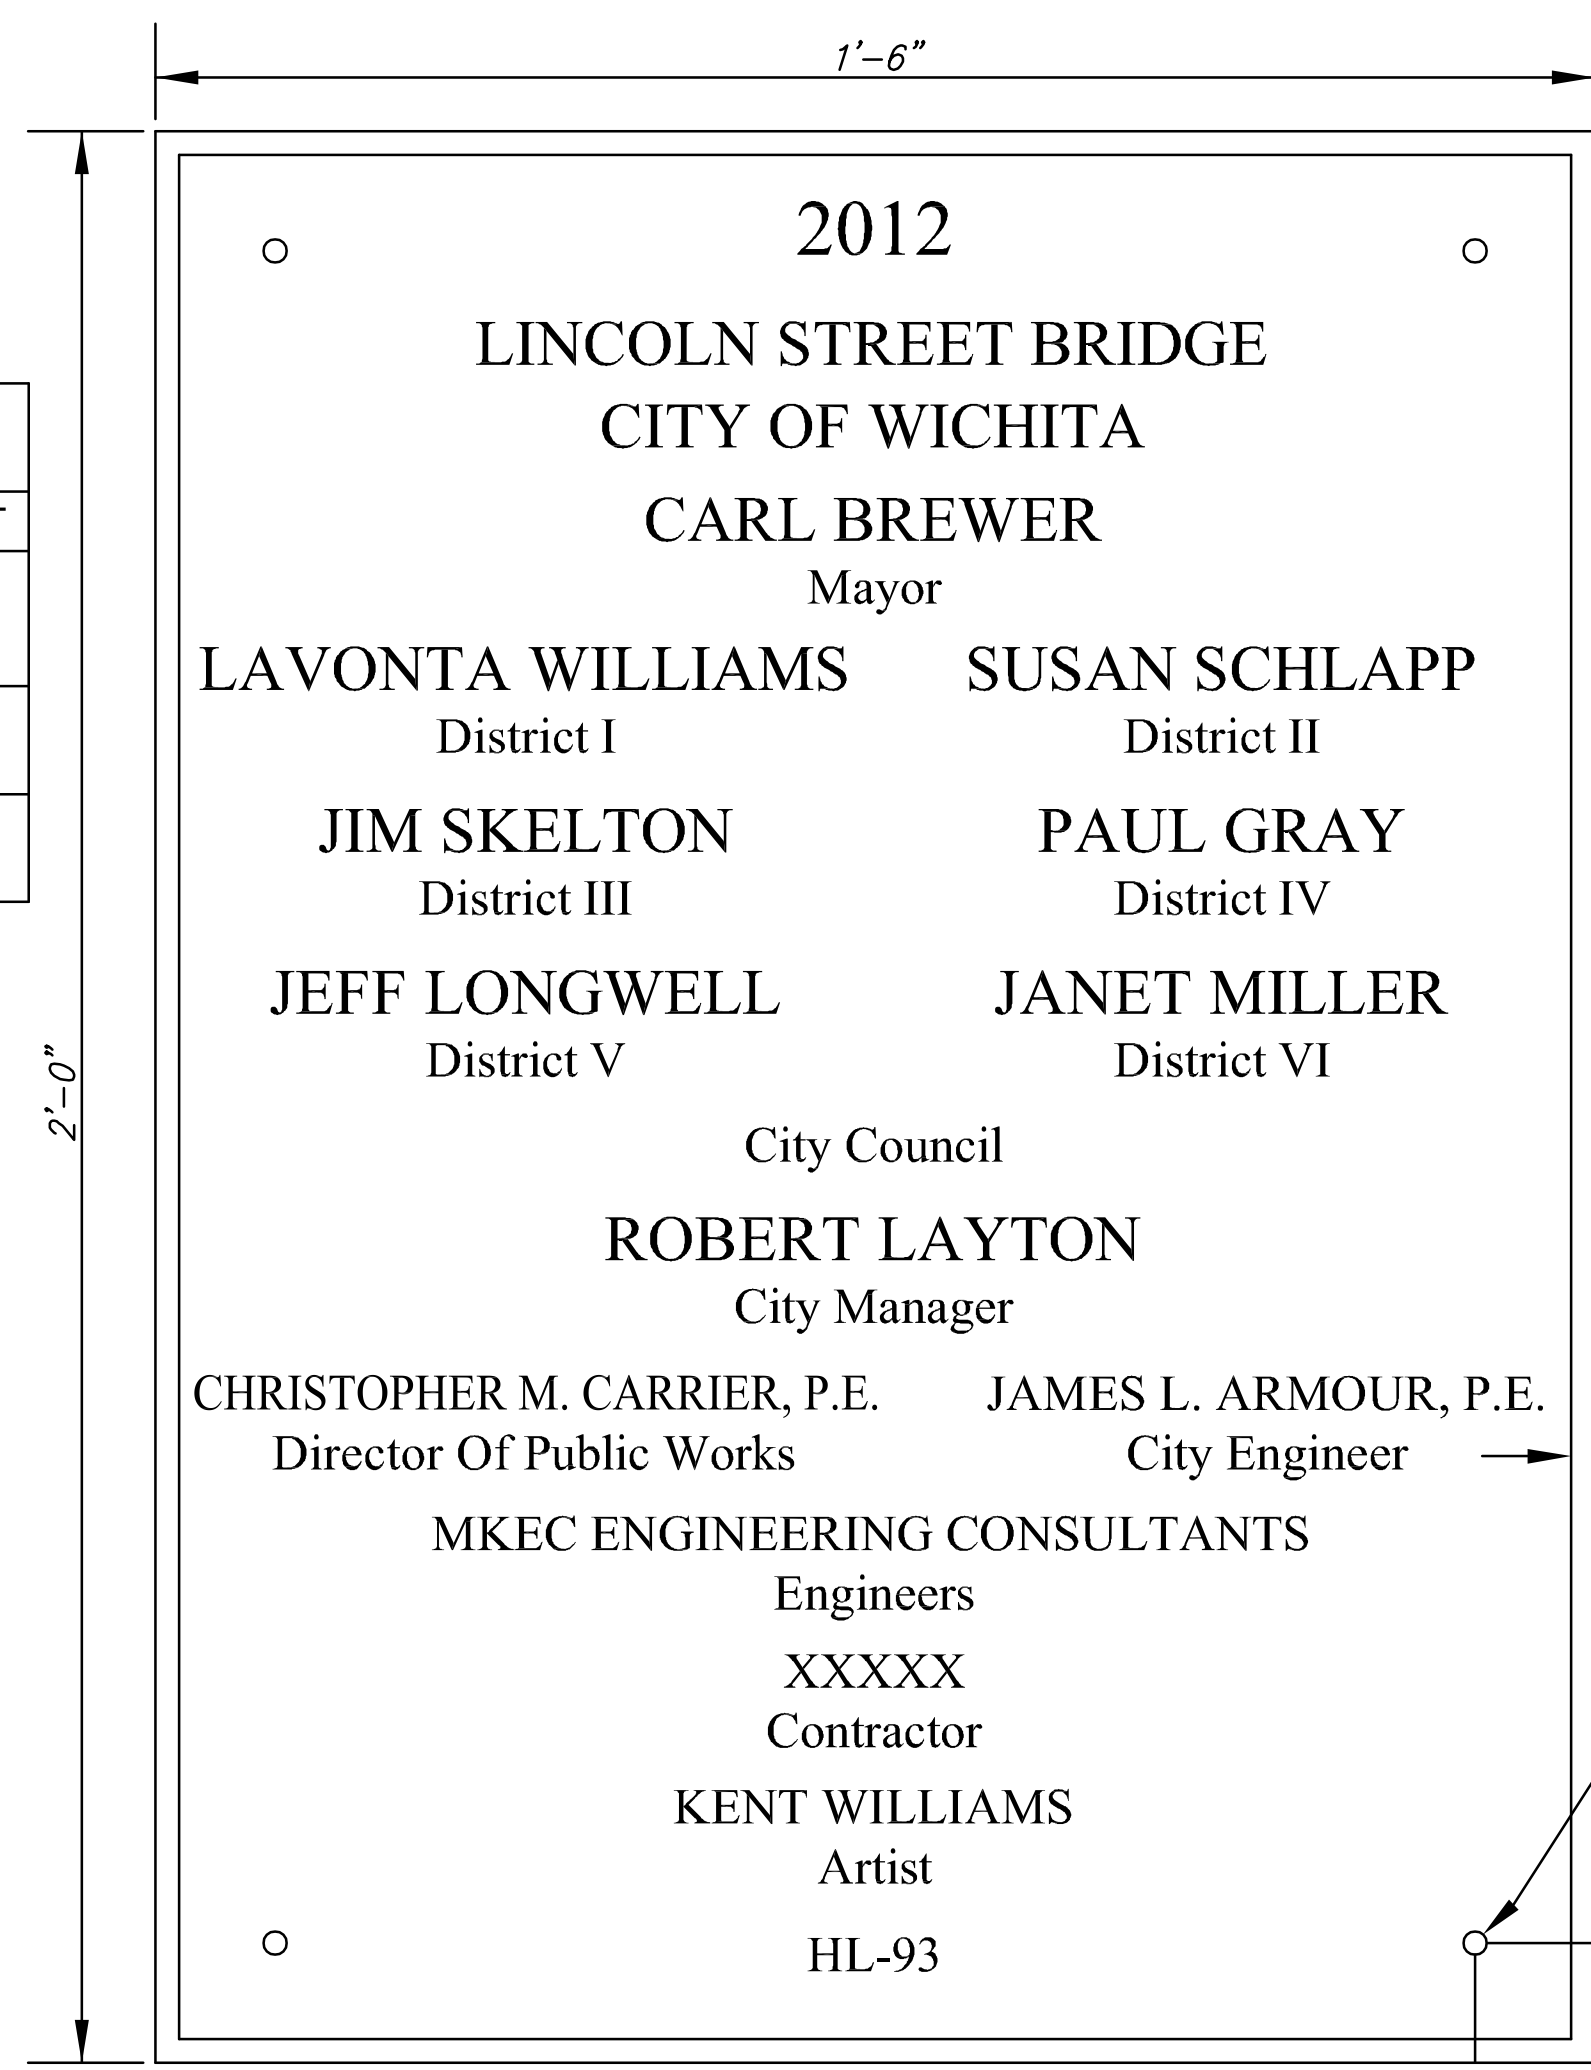 1'-6"
2012
LINCOLN STREET BRIDGE
CITY OF WICHITA
CARL BREWER
Mayor
LAVONTA WILLIAMS SUSAN SCHLAPP
District I District II
JIM SKELTON PAUL GRAY
District III District IV
JEFF LONGWELL JANET MILLER
District V District VI
2'-0"
City Council
ROBERT LAYTON
City Manager
CHRISTOPHER M. CARRIER, P.E. JAMES L. ARMOUR, P.E.
Director Of Public Works City Engineer
MKEC ENGINEERING CONSULTANTS
Engineers
XXXXX
Contractor
KENT WILLIAMS
Artist
HL-93